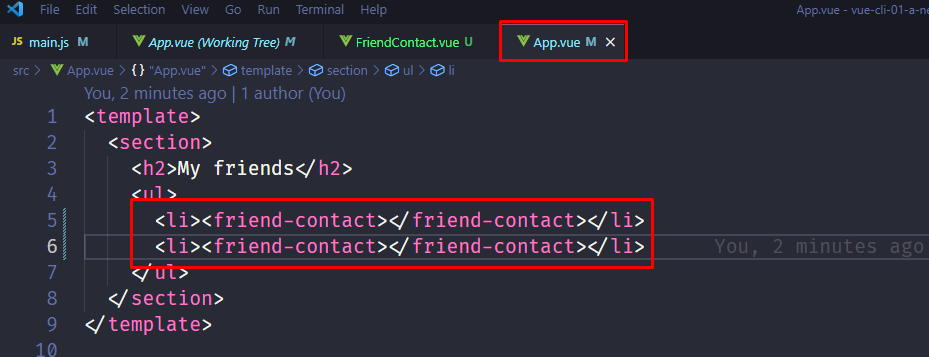 File Edit Selection View Go Run Terminal Help App.vue - vue-cli-01-a-ne
JS main.js M App.vue (Working Tree) M FriendContact.vue U App.vue M
src > App.vue > {} "App.vue" > template > section > ul > li
You, 2 minutes ago | 1 author (You)
1 <template>
2 <section>
3 <h2>My friends</h2>
4 <ul>
5 <li><friend-contact></friend-contact></li>
6 <li><friend-contact></friend-contact></li> You, 2 minutes ago
7 </ul>
8 </section>
9 </template>
10